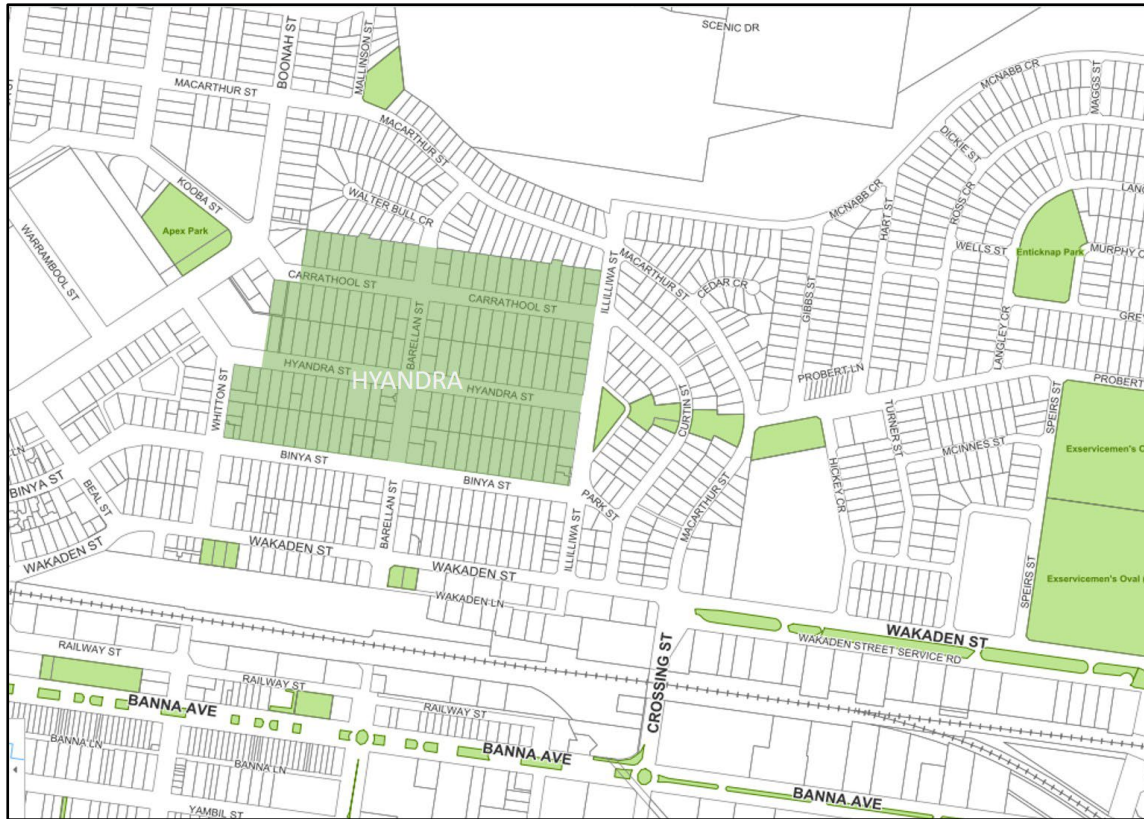 SCENIC DR
BOONAH ST
MALLINSON ST
MACARTHUR ST
MACARTHUR ST
MCNABB CR
MAGGS ST
DICKIE ST
KOOBA ST
WALTER BULL CR
MCNABB CR
ROSS CR
HART ST
Apex Park
WARRAMBOOL ST
WELLS ST
Enticknap Park
CARRATHOOL ST
CARRATHOOL ST
ILLILLIWA ST
MACARTHUR ST
CEDAR CR
GIBBS ST
BARELLAN ST
LANGLEY CR
HYANDRA ST
HYANDRA
HYANDRA ST
PROBERT LN
PROBERT
WHITTON ST
CURTIN ST
TURNER ST
SPEIRS ST
MCINNES ST
BINYA ST
BINYA ST
BINYA ST
LN
BEAL ST
BARELLAN ST
PARK ST
MACARTHUR ST
HICKEY CR
ILLILLIWA ST
WAKADEN ST
WAKADEN ST
WAKADEN ST
WAKADEN LN
SPEIRS ST
WAKADEN ST
WAKADEN STREET SERVICE RD
CROSSING ST
RAILWAY ST
RAILWAY ST
RAILWAY ST
BANNA AVE
BANNA AVE
BANNA AVE
BANNA LN
BANNA LN
YAMBIL ST